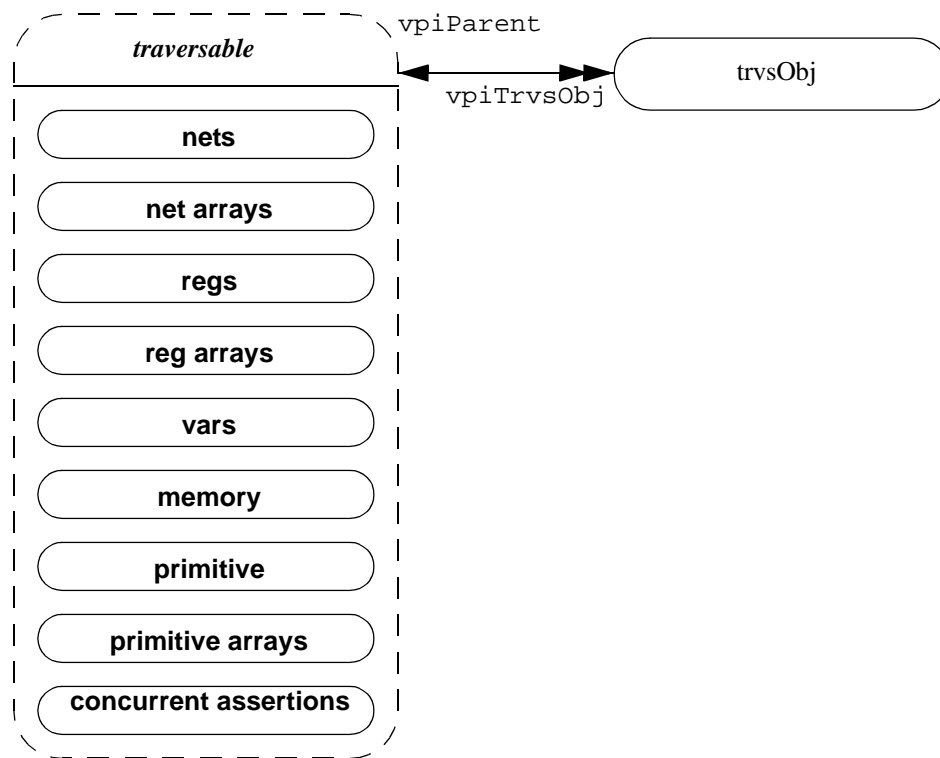 vpiParent
traversable
trvsObj
vpiTrvsObj
nets
net arrays
regs
reg arrays
vars
memory
primitive
primitive arrays
concurrent assertions